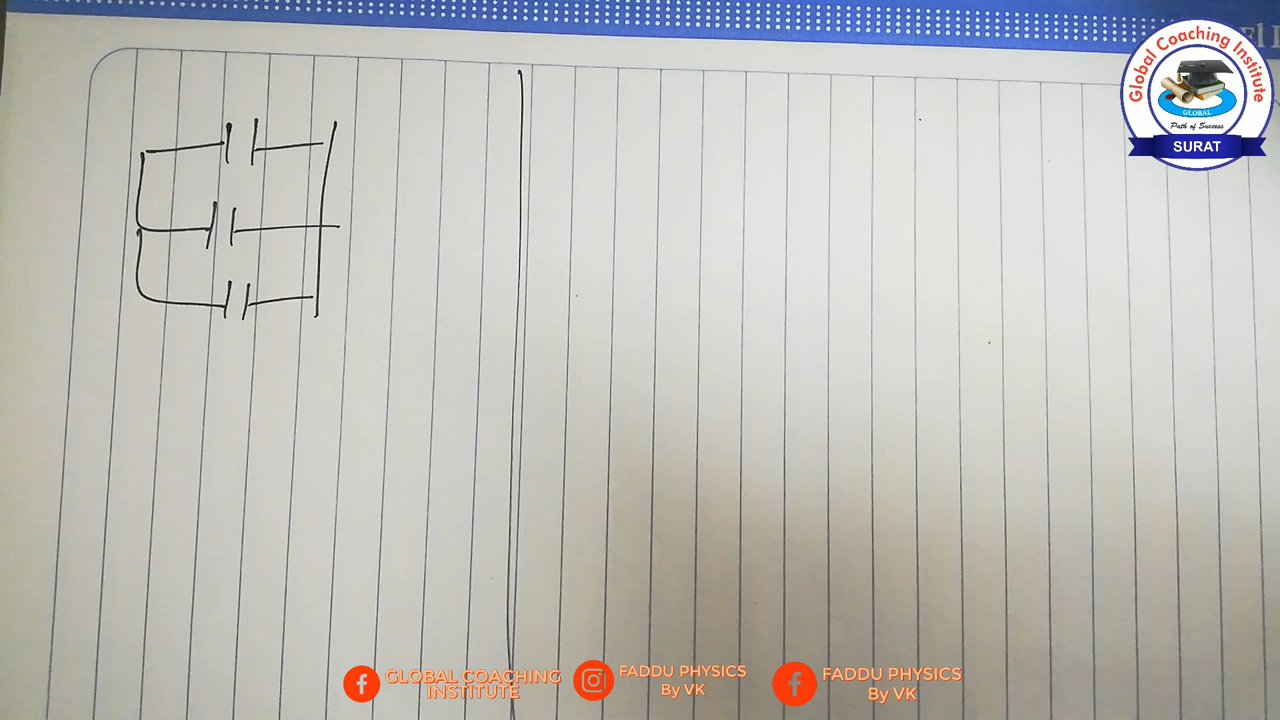 Global Coaching Institute
GLOBAL
Path of Success
SURAT
GLOBAL COACHING
INSTITUTE
FADDU PHYSICS
By VK
FADDU PHYSICS
By VK